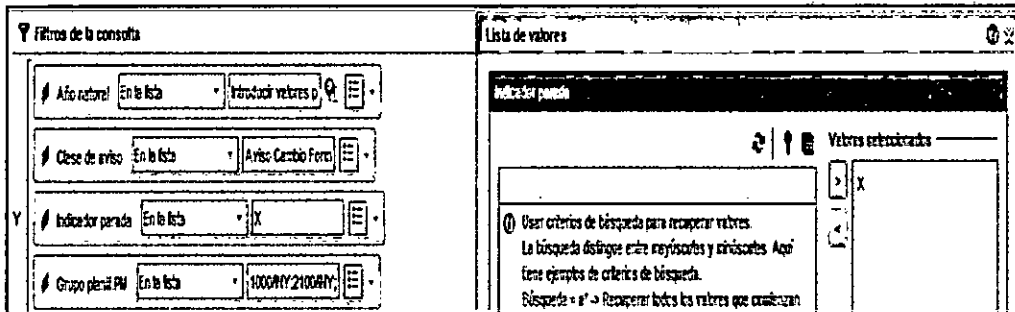 Filtros de la consulta
Año natural En la lista Introducir valores p
Clase de aviso En la lista Aviso Cambio Form
Y
Indicador parada En la lista X
Grupo planif.PM En la lista 1000/HY;2100/HY;
Lista de valores
Indicador parada
Valores seleccionados
X
Usar criterios de búsqueda para recuperar valores.
La búsqueda distingue entre mayúsculas y minúsculas. Aquí
tiene ejemplos de criterios de búsqueda.
Búsqueda = a* -> Recuperar todos los valores que comienzan